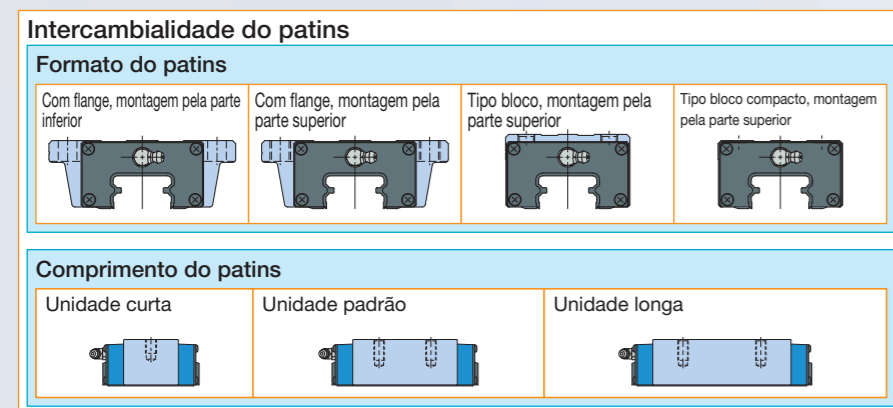 Intercambialidade do patins
Formato do patins
Com flange, montagem pela parte
inferior
Com flange, montagem pela
parte superior
Tipo bloco, montagem pela
parte superior
Tipo bloco compacto, montagem
pela parte superior
Comprimento do patins
Unidade curta
Unidade padrão
Unidade longa